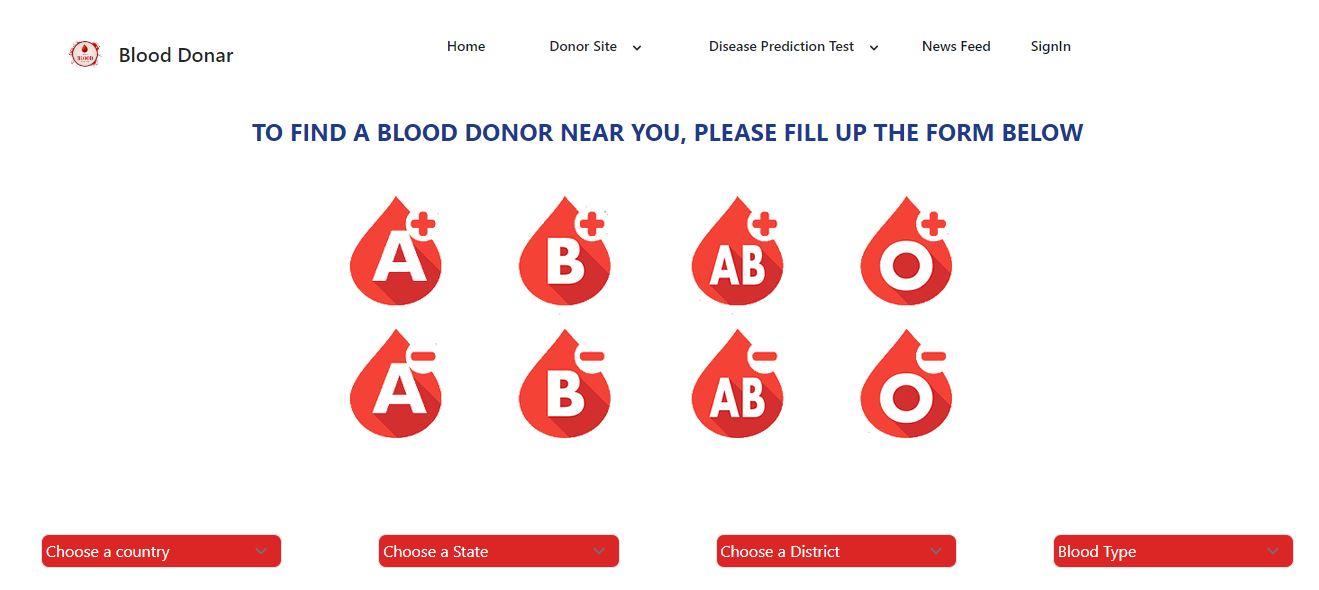 BLOOD
Blood Donar
Home
Donor Site
Disease Prediction Test
News Feed
SignIn
TO FIND A BLOOD DONOR NEAR YOU, PLEASE FILL UP THE FORM BELOW
A+
B+
AB+
O+
A-
B-
AB-
O-
Choose a country
Choose a State
Choose a District
Blood Type